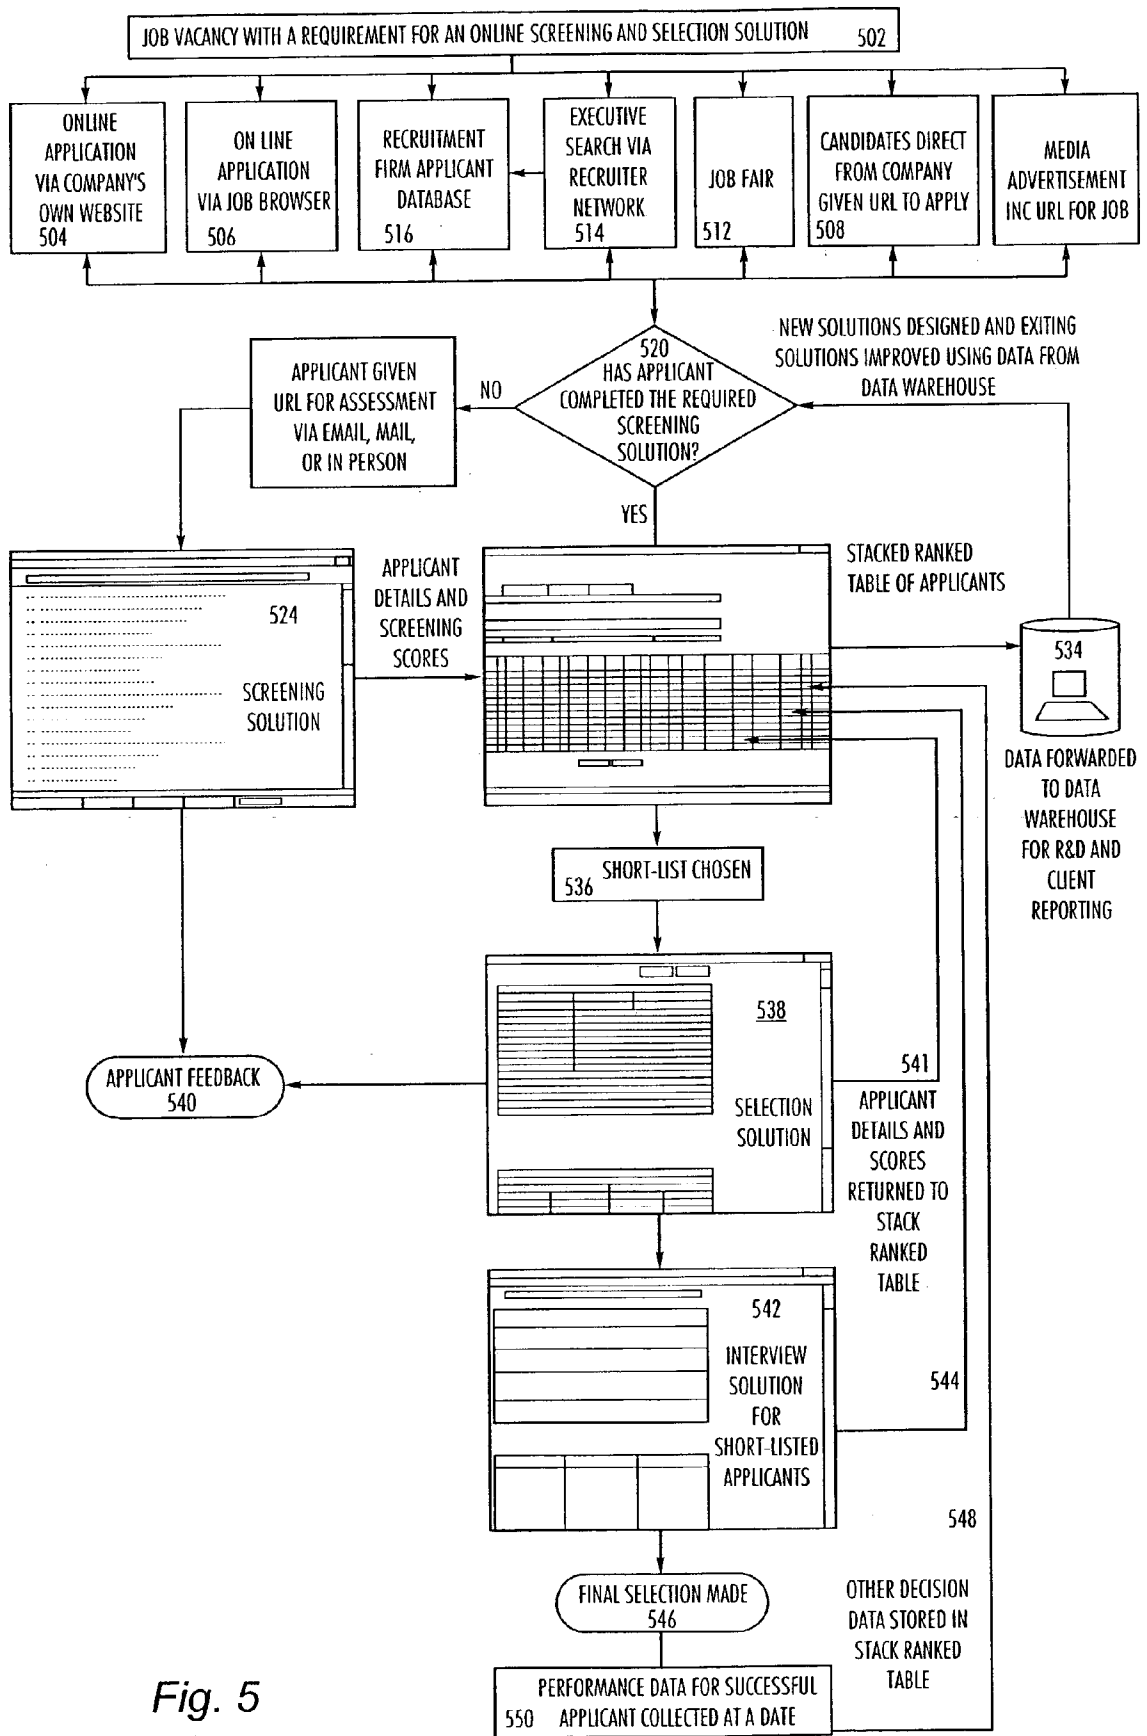 JOB VACANCY WITH A REQUIREMENT FOR AN ONLINE SCREENING AND SELECTION SOLUTION 502
ONLINE
APPLICATION
VIA COMPANY'S
OWN WEBSITE
504
ON LINE
APPLICATION
VIA JOB BROWSER
506
RECRUITMENT
FIRM APPLICANT
DATABASE
516
EXECUTIVE
SEARCH VIA
RECRUITER
NETWORK
514
JOB FAIR
512
CANDIDATES DIRECT
FROM COMPANY
GIVEN URL TO APPLY
508
MEDIA
ADVERTISEMENT
INC URL FOR JOB
520
HAS APPLICANT
COMPLETED THE REQUIRED
SCREENING
SOLUTION?
NEW SOLUTIONS DESIGNED AND EXITING
SOLUTIONS IMPROVED USING DATA FROM
DATA WAREHOUSE
NO
APPLICANT GIVEN
URL FOR ASSESSMENT
VIA EMAIL, MAIL,
OR IN PERSON
YES
524
SCREENING
SOLUTION
APPLICANT
DETAILS AND
SCREENING
SCORES
STACKED RANKED
TABLE OF APPLICANTS
534
DATA FORWARDED
TO DATA
WAREHOUSE
FOR R&D AND
CLIENT
REPORTING
536 SHORT-LIST CHOSEN
538
SELECTION
SOLUTION
APPLICANT FEEDBACK
540
541
APPLICANT
DETAILS AND
SCORES
RETURNED TO
STACK
RANKED
TABLE
542
INTERVIEW
SOLUTION
FOR
SHORT-LISTED
APPLICANTS
544
548
FINAL SELECTION MADE
546
OTHER DECISION
DATA STORED IN
STACK RANKED
TABLE
PERFORMANCE DATA FOR SUCCESSFUL
550 APPLICANT COLLECTED AT A DATE
Fig. 5